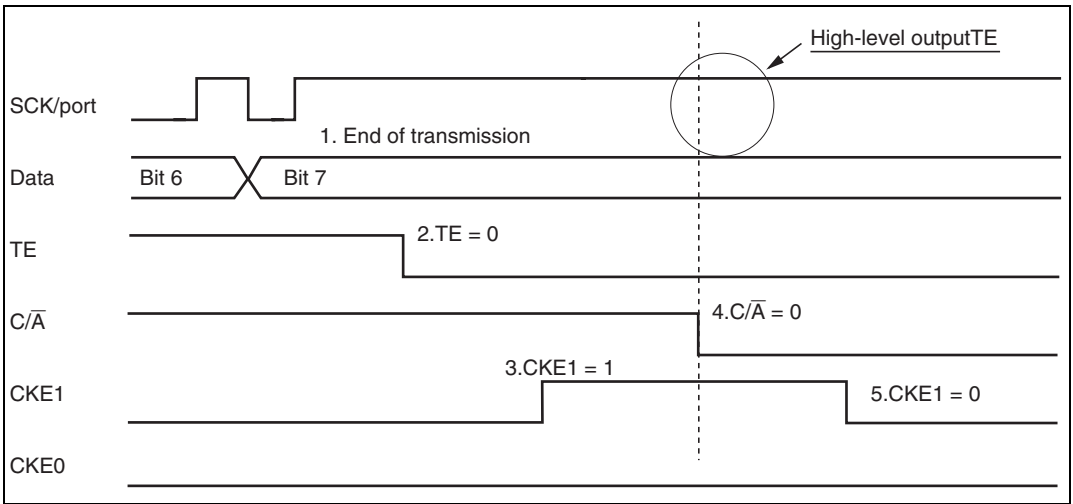 High-level outputTE
SCK/port
1. End of transmission
Data
Bit 6
Bit 7
TE
2.TE = 0
C/A̅
4.C/A̅ = 0
3.CKE1 = 1
CKE1
5.CKE1 = 0
CKE0